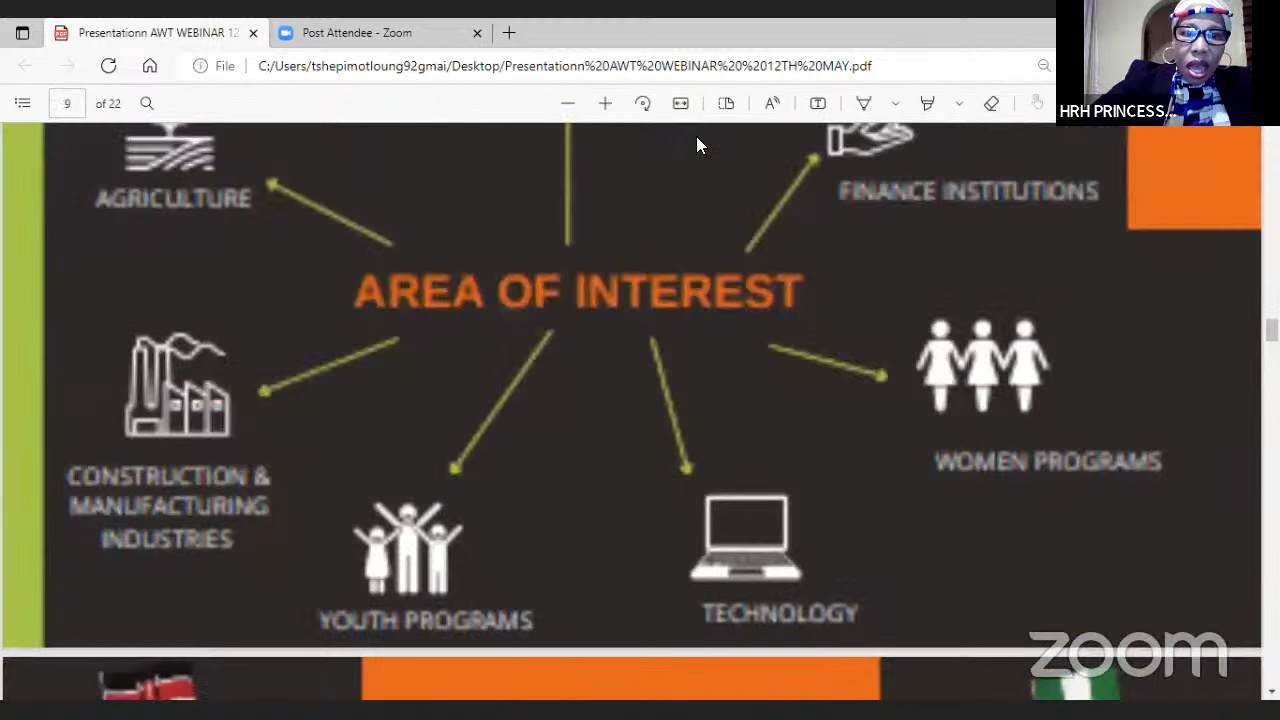 Presentationn AWT WEBINAR 12
Post Attendee - Zoom
File
C:/Users/tshepimotloung92gmai/Desktop/Presentationn%20AWT%20WEBINAR%20%2012TH%20MAY.pdf
9 of 22
HRH PRINCESS...
AGRICULTURE
FINANCE INSTITUTIONS
AREA OF INTEREST
CONSTRUCTION &
MANUFACTURING
INDUSTRIES
WOMEN PROGRAMS
YOUTH PROGRAMS
TECHNOLOGY
zoom